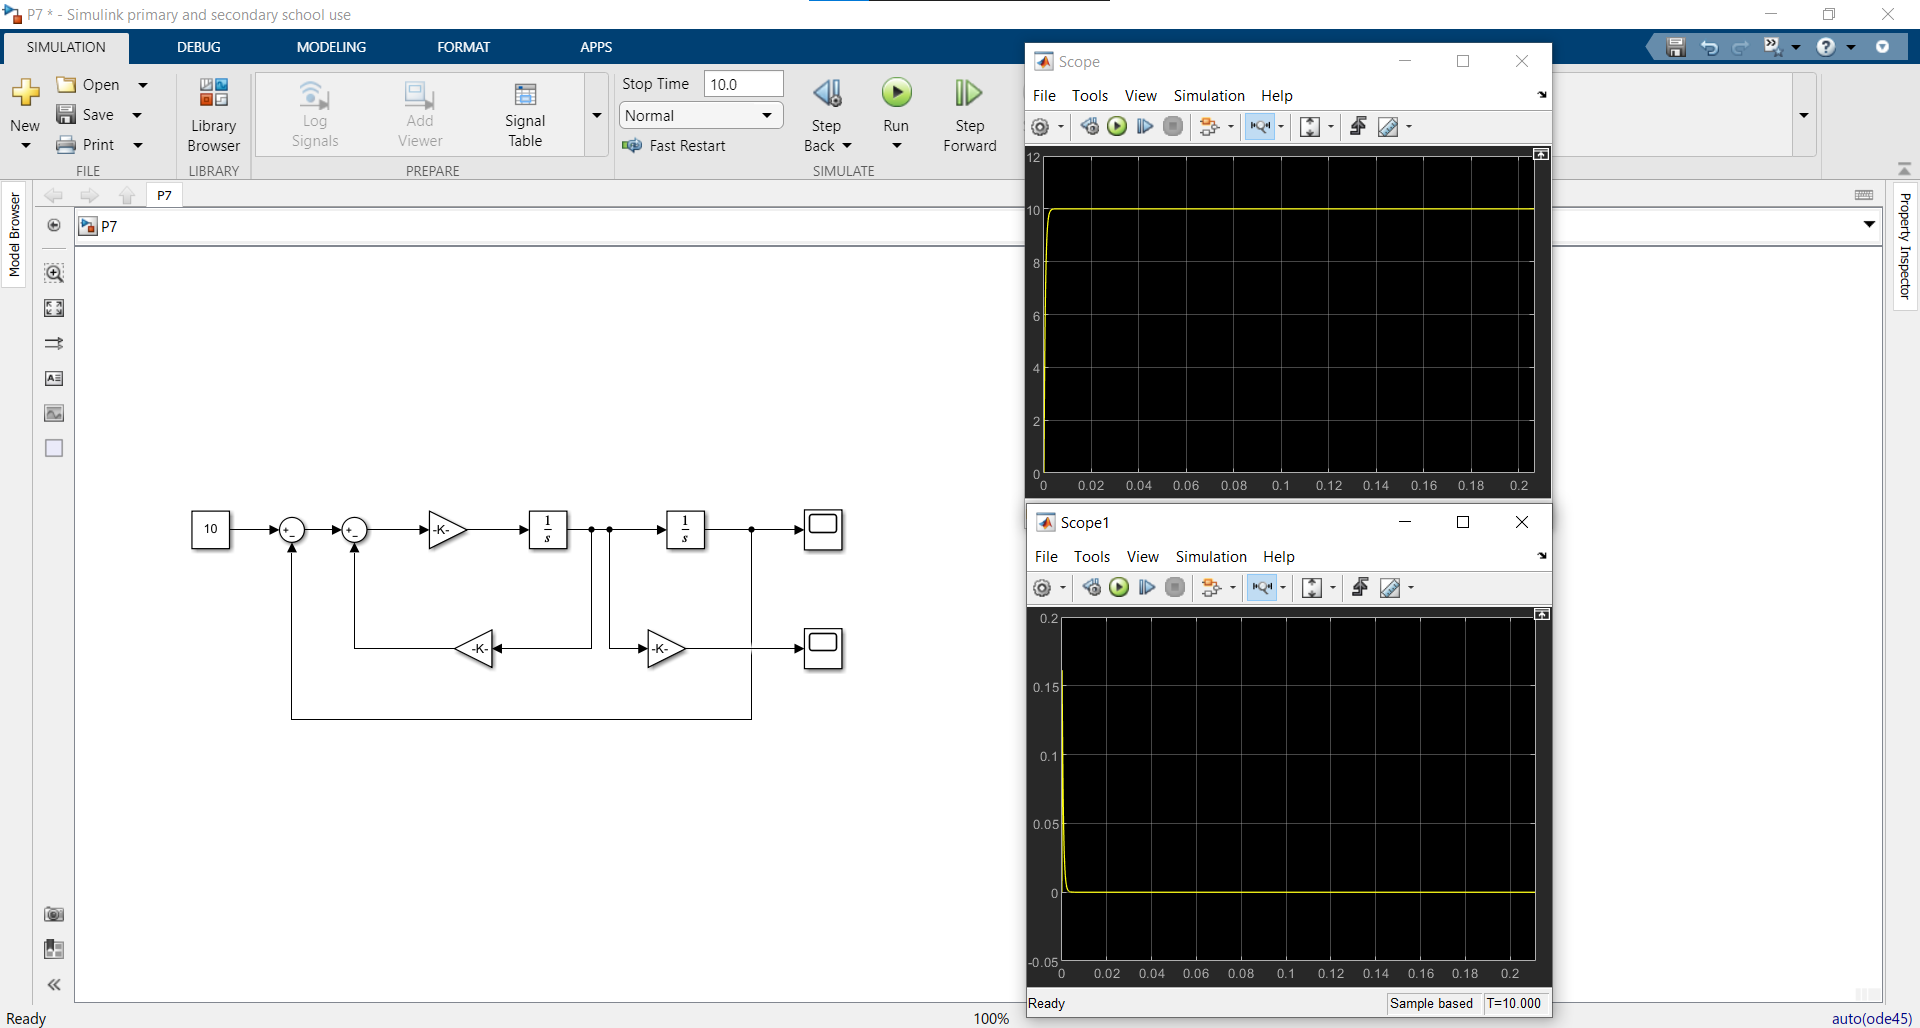 P7 * - Simulink primary and secondary school use
SIMULATION DEBUG MODELING FORMAT APPS
New
Open
Save
Print
FILE
Library Browser
LIBRARY
Log Signals
Add Viewer
Signal Table
PREPARE
Stop Time 10.0
Normal
Fast Restart
Step Back
Run
Step Forward
SIMULATE
Model Browser
P7
P7
Property Inspector
10
+
-
+
-
-K-
1
s
1
s
-K-
-K-
Scope
File Tools View Simulation Help
12
10
8
6
4
2
0
0 0.02 0.04 0.06 0.08 0.1 0.12 0.14 0.16 0.18 0.2
Scope1
File Tools View Simulation Help
0.2
0.15
0.1
0.05
0
-0.05
0 0.02 0.04 0.06 0.08 0.1 0.12 0.14 0.16 0.18 0.2
Ready Sample based T=10.000
Ready 100% auto(ode45)